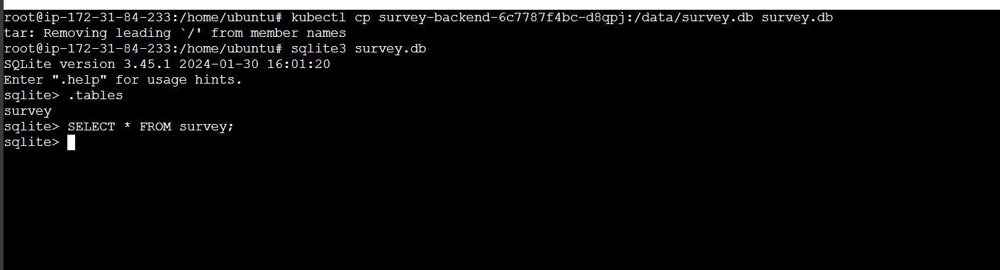 root@ip-172-31-84-233:/home/ubuntu# kubectl cp survey-backend-6c7787f4bc-d8qpj:/data/survey.db survey.db
tar: Removing leading `/' from member names
root@ip-172-31-84-233:/home/ubuntu# sqlite3 survey.db
SQLite version 3.45.1 2024-01-30 16:01:20
Enter ".help" for usage hints.
sqlite> .tables
survey
sqlite> SELECT * FROM survey;
sqlite>